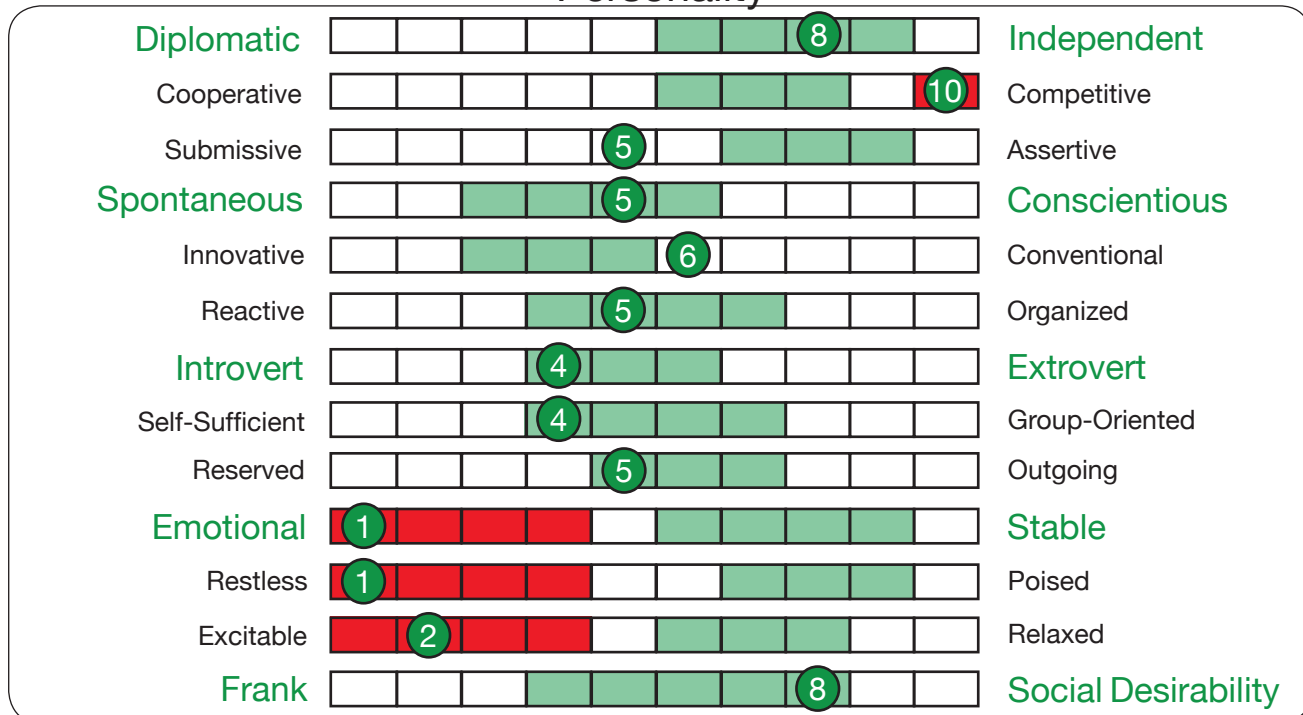 Personality
Diplomatic 8 Independent
Cooperative 10 Competitive
Submissive 5 Assertive
Spontaneous 5 Conscientious
Innovative 6 Conventional
Reactive 5 Organized
Introvert 4 Extrovert
Self-Sufficient 4 Group-Oriented
Reserved 5 Outgoing
Emotional 1 Stable
Restless 1 Poised
Excitable 2 Relaxed
Frank 8 Social Desirability